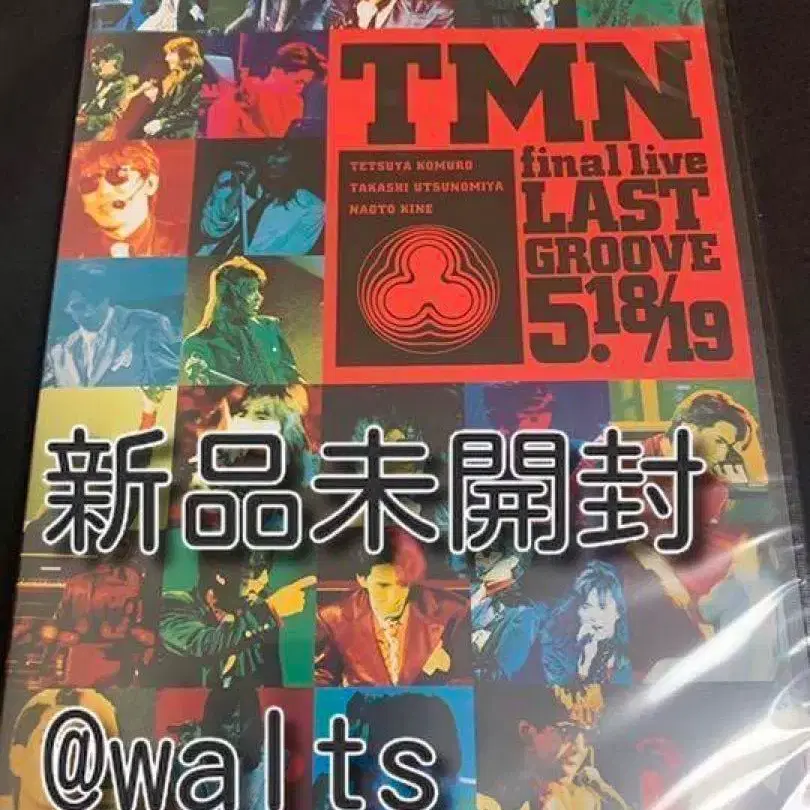 TMN
TETSUYA KOMURO
TAKASHI UTSUNOMIYA
NAOTO KINE
final live
LAST
GROOVE
5.18/19
新品未開封
@walts